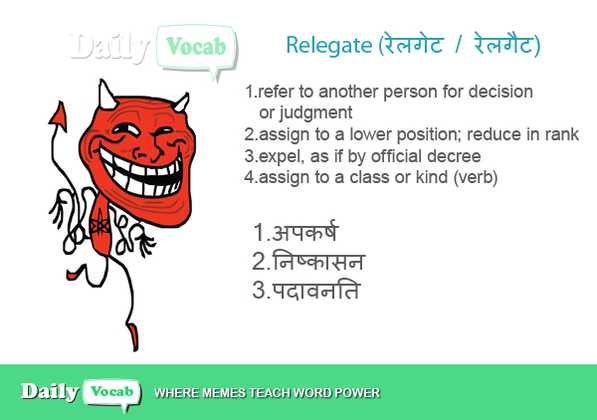 Daily Vocab
Relegate (रेलगेट / रेलगैट)
1.refer to another person for decision
or judgment
2.assign to a lower position; reduce in rank
3.expel, as if by official decree
4.assign to a class or kind (verb)
1.अपकर्ष
2.निष्कासन
3.पदावनति
Daily Vocab WHERE MEMES TEACH WORD POWER